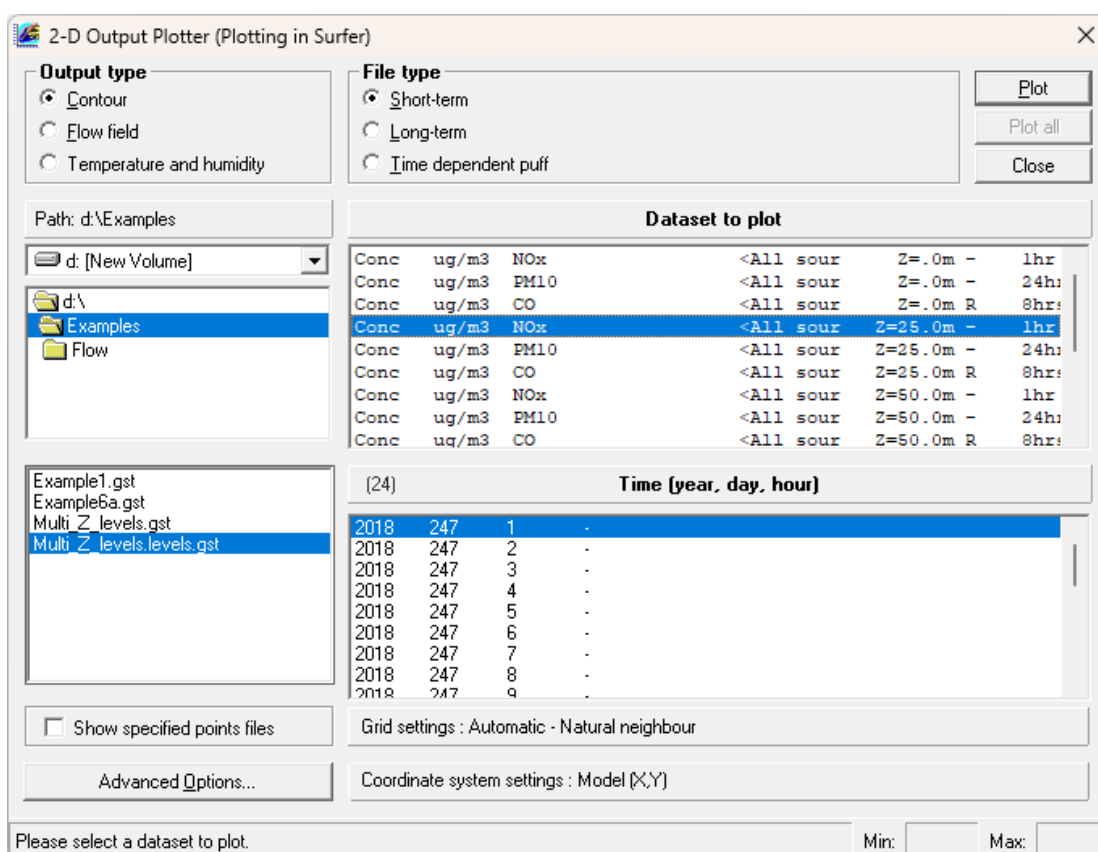 2-D Output Plotter (Plotting in Surfer)
Output type
Contour
Flow field
Temperature and humidity
File type
Short-term
Long-term
Time dependent puff
Plot
Plot all
Close
Path: d:\Examples
d: [New Volume]
d:\
Examples
Flow
Dataset to plot
Conc ug/m3 NOx <All sour Z=.0m - 1hr
Conc ug/m3 PM10 <All sour Z=.0m - 24h
Conc ug/m3 CO <All sour Z=.0m R 8hr
Conc ug/m3 NOx <All sour Z=25.0m - 1hr
Conc ug/m3 PM10 <All sour Z=25.0m - 24h
Conc ug/m3 CO <All sour Z=25.0m R 8hr
Conc ug/m3 NOx <All sour Z=50.0m - 1hr
Conc ug/m3 PM10 <All sour Z=50.0m - 24h
Conc ug/m3 CO <All sour Z=50.0m R 8hr
Example1.gst
Example6a.gst
Multi_Z_levels.gst
Multi_Z_levels.levels.gst
(24) Time (year, day, hour)
2018 247 1 -
2018 247 2 -
2018 247 3 -
2018 247 4 -
2018 247 5 -
2018 247 6 -
2018 247 7 -
2018 247 8 -
2018 247 9 -
Show specified points files
Grid settings : Automatic - Natural neighbour
Advanced Options...
Coordinate system settings : Model (X,Y)
Please select a dataset to plot.
Min:
Max: